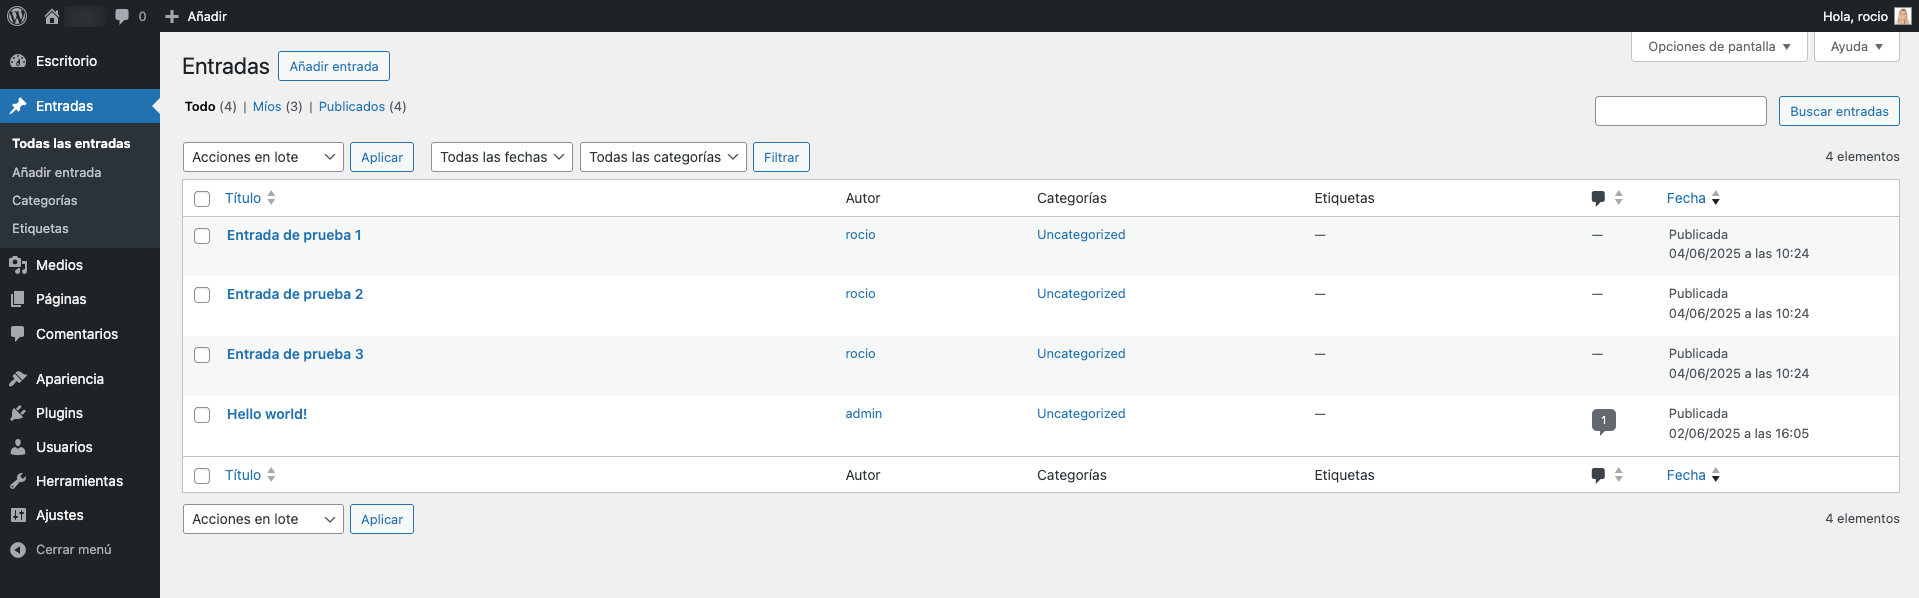 0 Añadir Hola, rocio
Escritorio
Entradas
Todas las entradas
Añadir entrada
Categorías
Etiquetas
Medios
Páginas
Comentarios
Apariencia
Plugins
Usuarios
Herramientas
Ajustes
Cerrar menú
Opciones de pantalla Ayuda
Entradas Añadir entrada
Todo (4) | Míos (3) | Publicados (4)
Buscar entradas
Acciones en lote Aplicar Todas las fechas Todas las categorías Filtrar 4 elementos
Título Autor Categorías Etiquetas Fecha
Entrada de prueba 1 rocio Uncategorized — — Publicada
04/06/2025 a las 10:24
Entrada de prueba 2 rocio Uncategorized — — Publicada
04/06/2025 a las 10:24
Entrada de prueba 3 rocio Uncategorized — — Publicada
04/06/2025 a las 10:24
Hello world! admin Uncategorized — 1 Publicada
02/06/2025 a las 16:05
Título Autor Categorías Etiquetas Fecha
Acciones en lote Aplicar 4 elementos